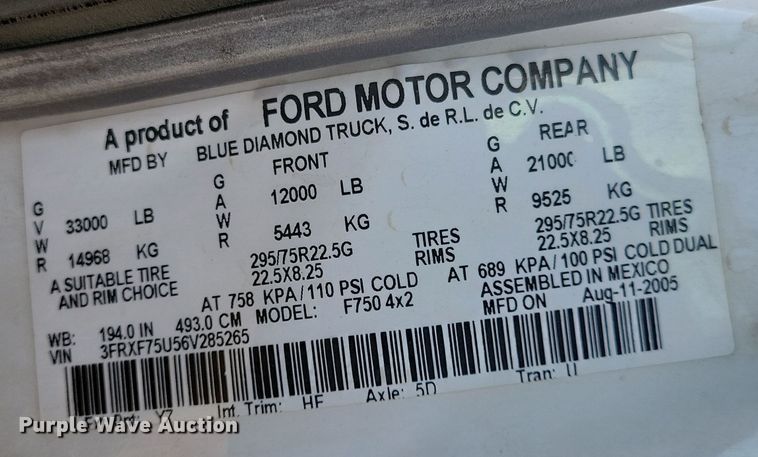 A product of FORD MOTOR COMPANY
MFD BY BLUE DIAMOND TRUCK, S. de R.L. de C.V.
FRONT REAR
GVWR 33000 LB
14968 KG
GAWR 12000 LB
5443 KG
GAWR 21000 LB
9525 KG
A SUITABLE TIRE
AND RIM CHOICE
295/75R22.5G TIRES
22.5X8.25 RIMS
295/75R22.5G TIRES
22.5X8.25 RIMS
AT 758 KPA/110 PSI COLD
AT 689 KPA/100 PSI COLD DUAL
WB: 194.0 IN 493.0 CM MODEL: F750 4x2
ASSEMBLED IN MEXICO
VIN 3FRXF75U56V285265
MFD ON Aug-11-2005
Int. Trim: HF Axle: 5D Tran: U
Purple Wave Auction